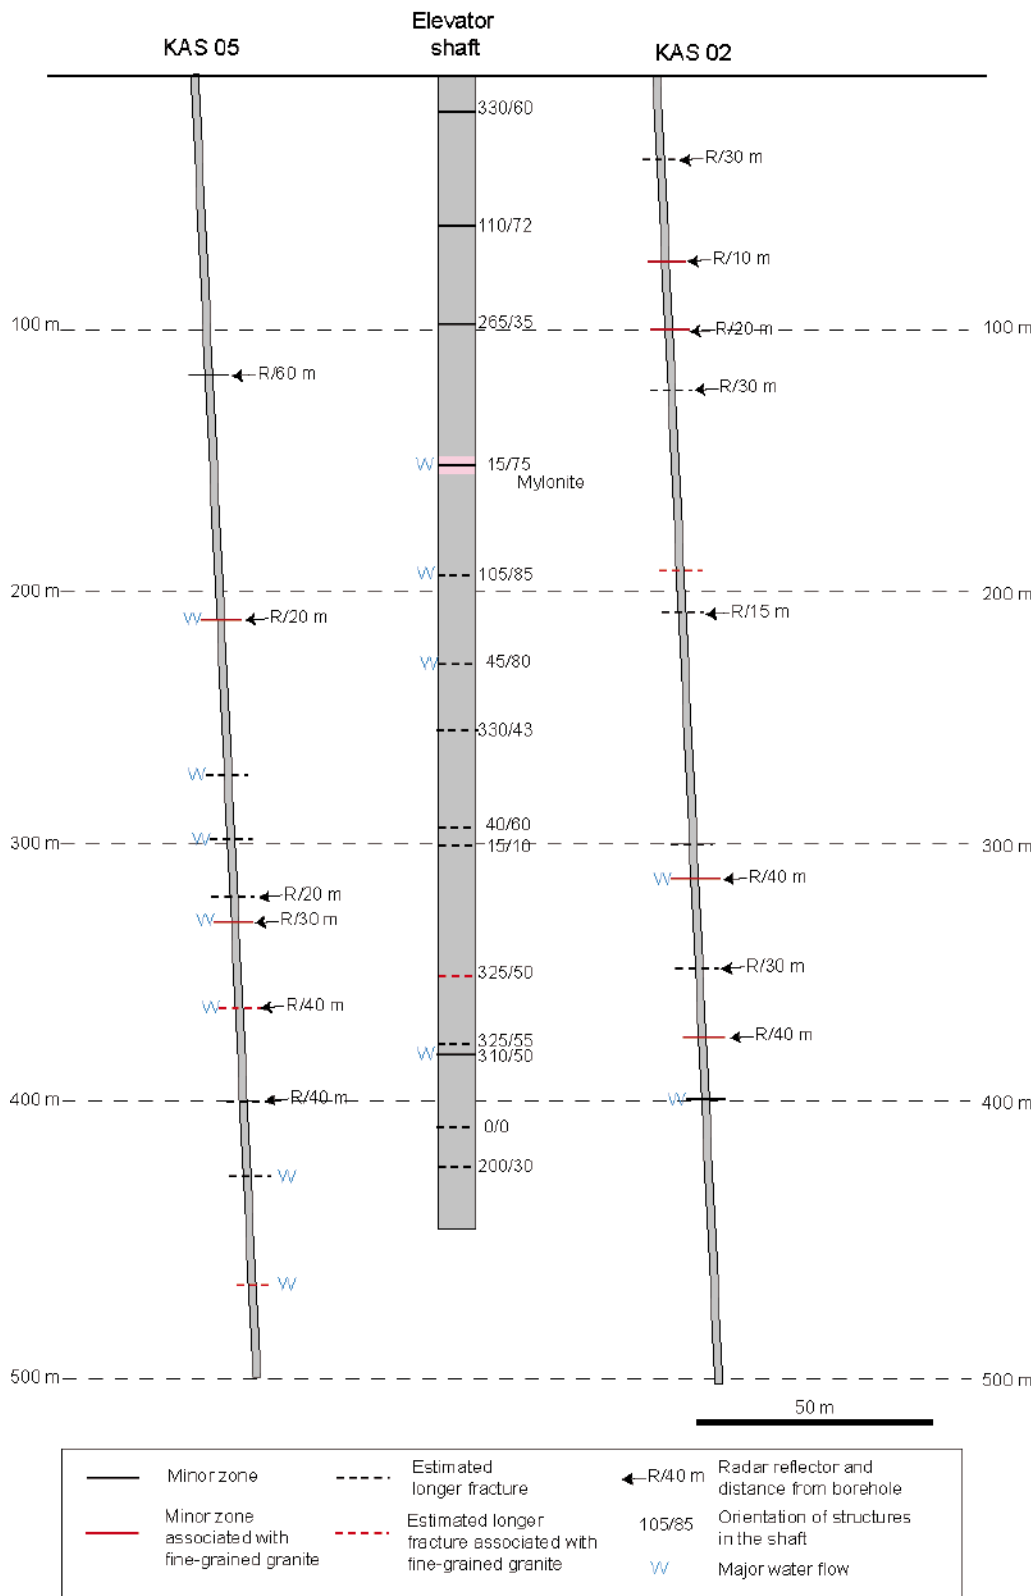 KAS 05
Elevator
shaft
KAS 02
330/60
R/30 m
110/72
R/10 m
100 m
265/35
R/20 m
100 m
R/60 m
R/30 m
W
15/75
Mylonite
W
105/85
200 m
200 m
W
R/20 m
R/15 m
W
45/80
330/43
W
40/60
W
300 m
15/10
300 m
W
R/40 m
R/20 m
W
R/30 m
R/30 m
325/50
W
R/40 m
R/40 m
325/55
W
310/50
400 m
R/40 m
W
400 m
0/0
200/30
W
W
500 m
500 m
50 m
Minor zone
Estimated
longer fracture
R/40 m
Radar reflector and
distance from borehole
Minor zone
associated with
fine-grained granite
Estimated longer
fracture associated with
fine-grained granite
105/85
Orientation of structures
in the shaft
W
Major water flow